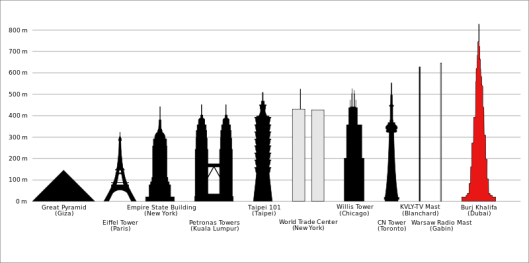 800 m
700 m
600 m
500 m
400 m
300 m
200 m
100 m
0 m
Great Pyramid
(Giza)
Eiffel Tower
(Paris)
Empire State Building
(New York)
Petronas Towers
(Kuala Lumpur)
Taipei 101
(Taipei)
World Trade Center
(New York)
Willis Tower
(Chicago)
CN Tower
(Toronto)
KVLY-TV Mast
(Blanchard)
Warsaw Radio Mast
(Gabin)
Burj Khalifa
(Dubai)